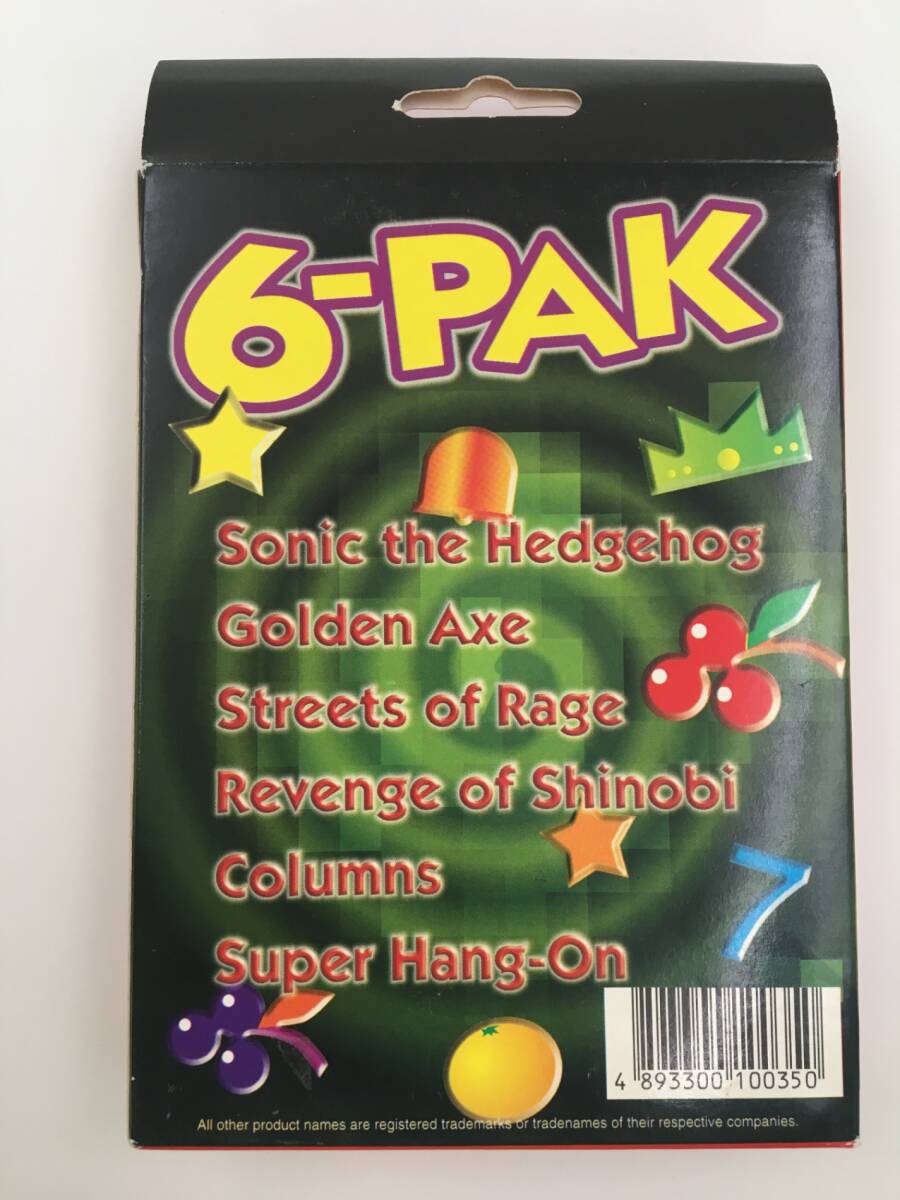 6-PAK
Sonic the Hedgehog
Golden Axe
Streets of Rage
Revenge of Shinobi
Columns
7
Super Hang-On
4 893300 100350
All other product names are registered trademarks or tradenames of their respective companies.